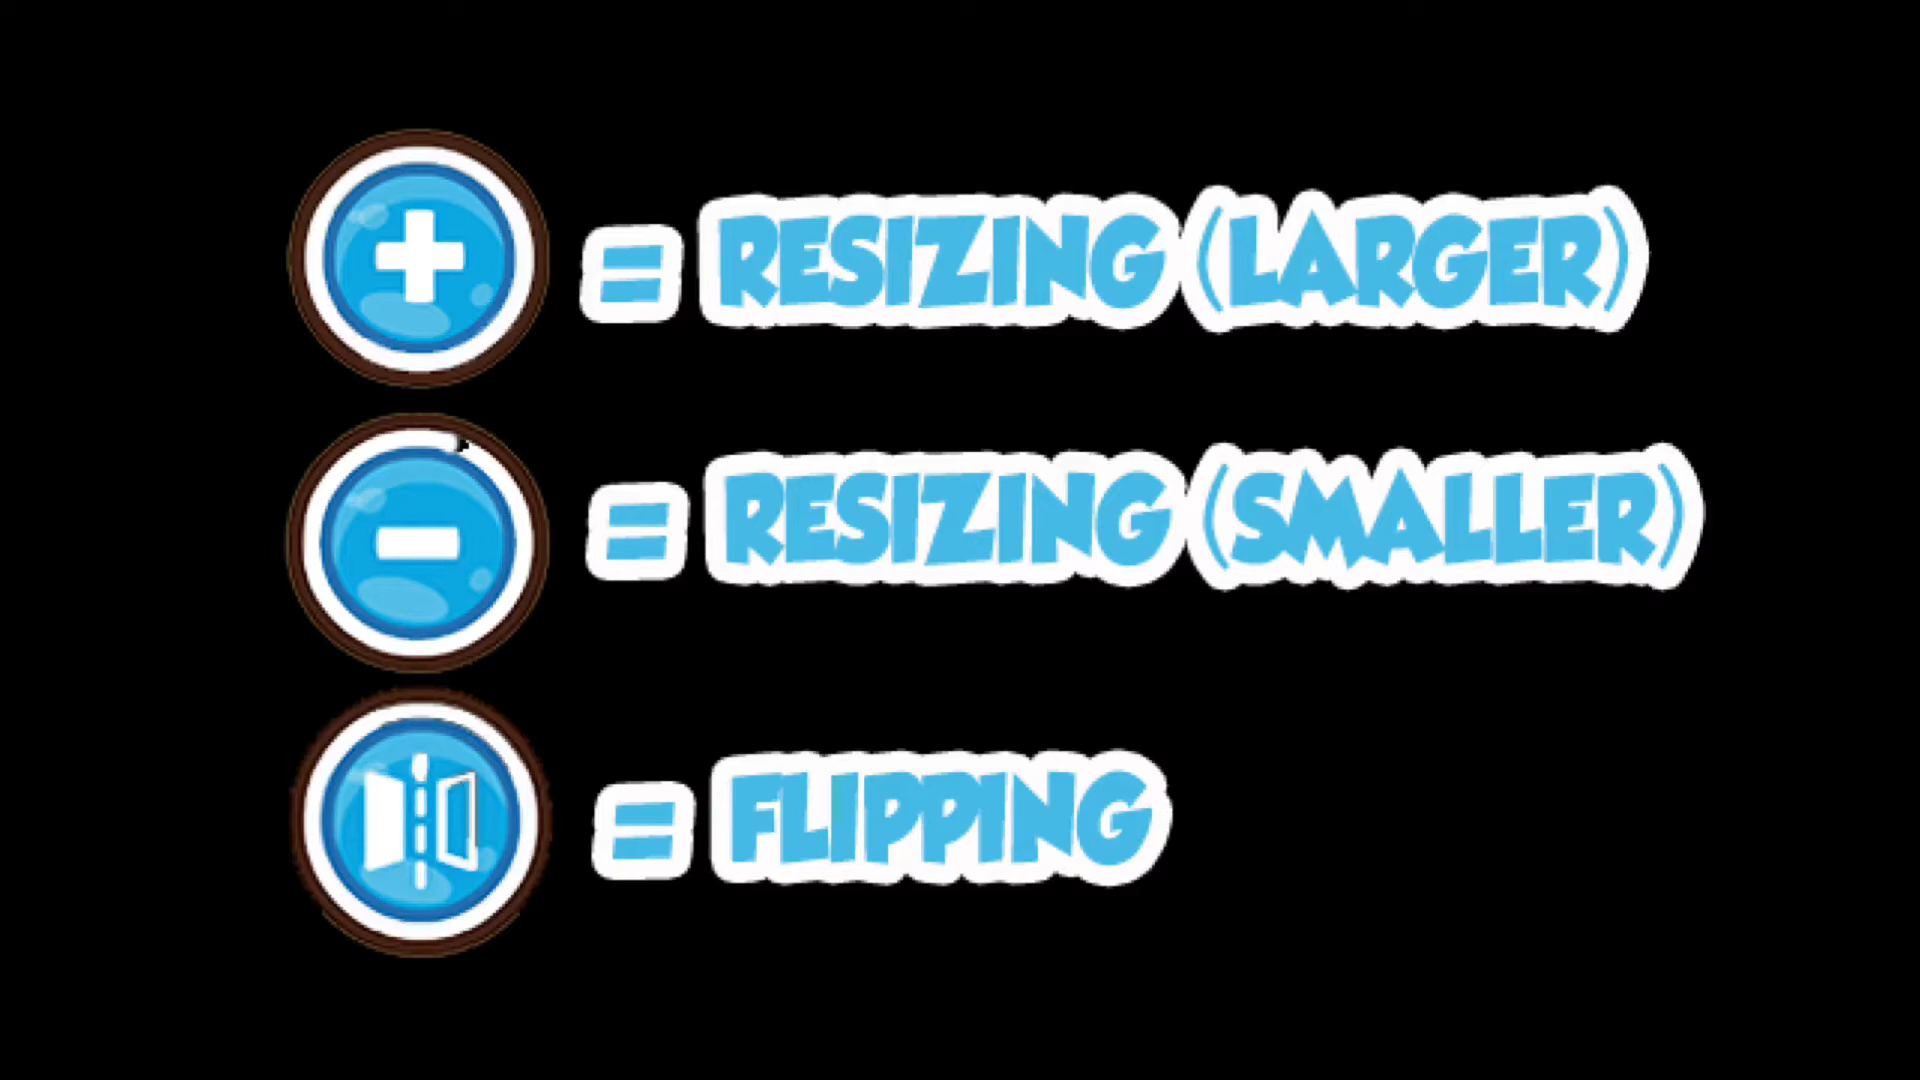 = RESIZING (LARGER)
= RESIZING (SMALLER)
= FLIPPING